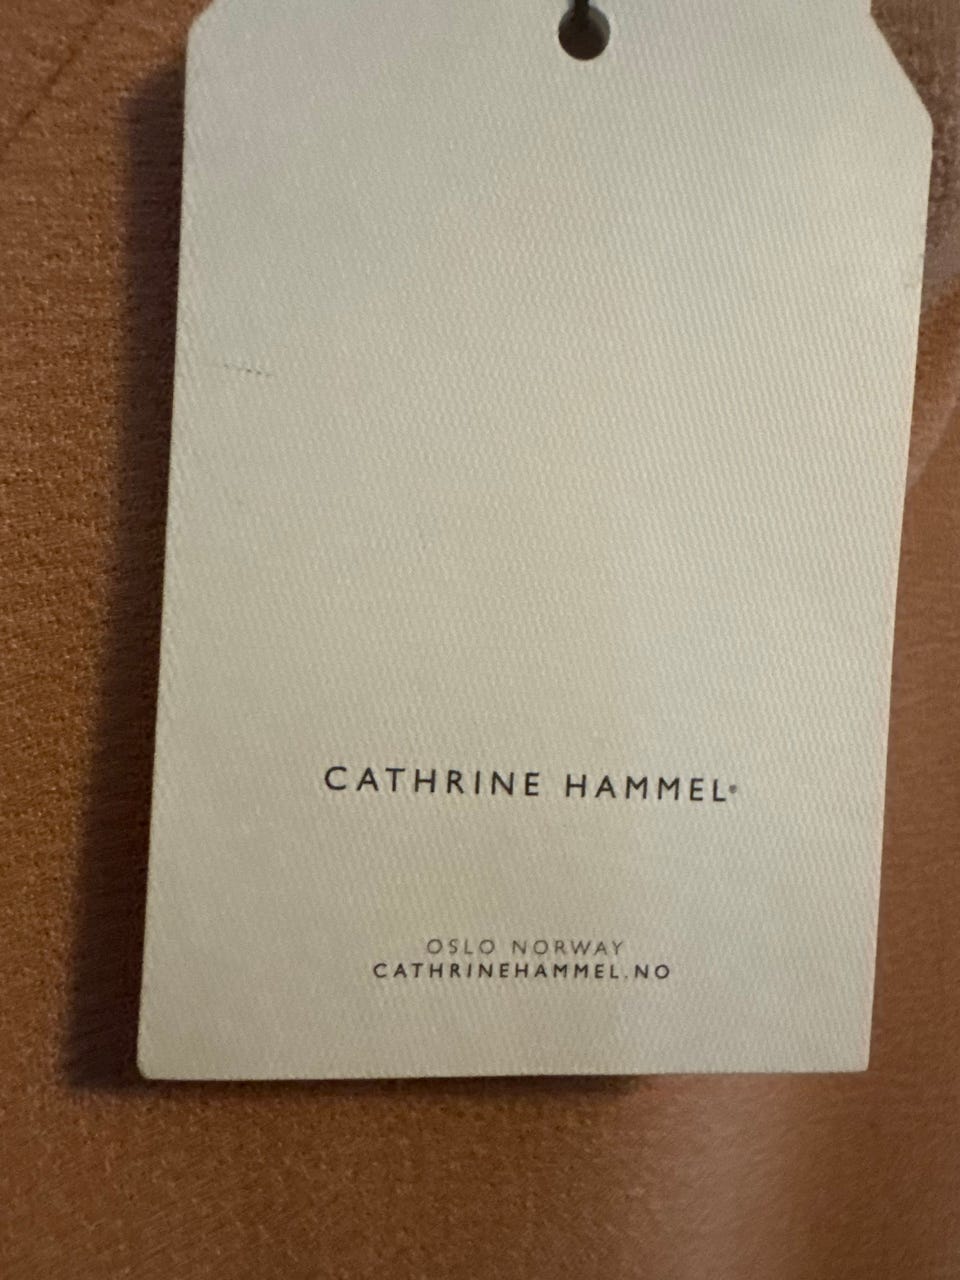 CATHRINE HAMMEL®
OSLO NORWAY
CATHRINEHAMMEL.NO